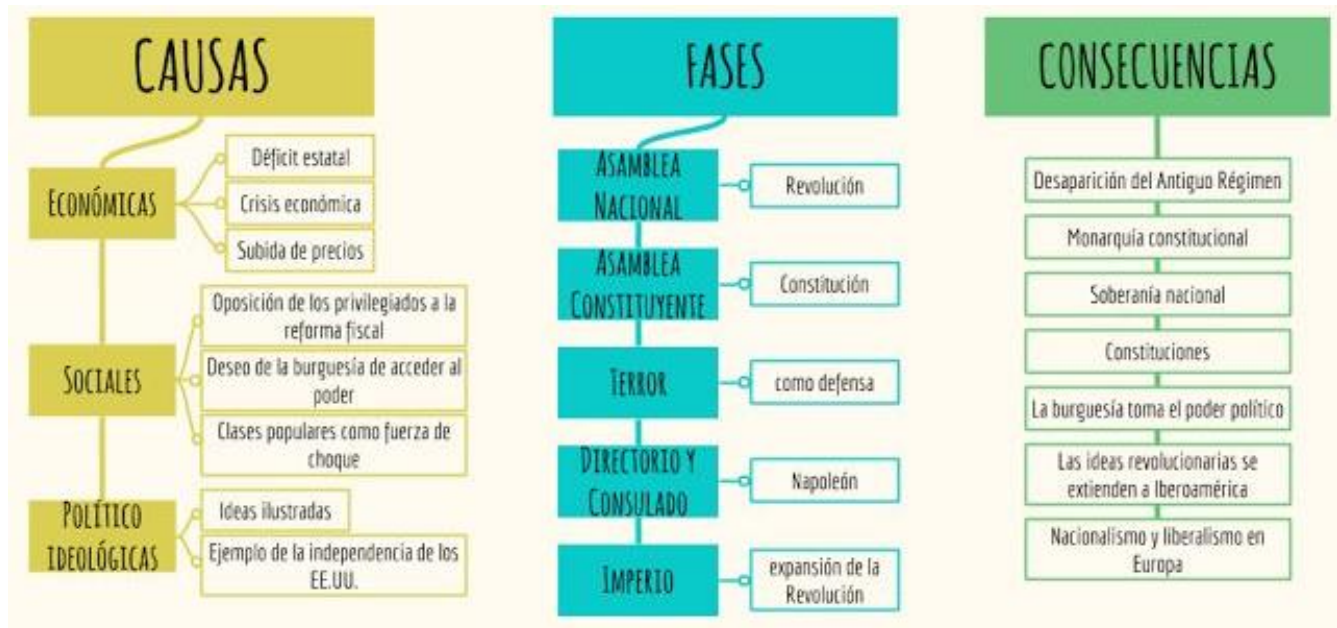 CAUSAS
ECONÓMICAS
Déficit estatal
Crisis económica
Subida de precios
SOCIALES
Oposición de los privilegiados a la
reforma fiscal
Deseo de la burguesía de acceder al
poder
Clases populares como fuerza de
choque
POLÍTICO
IDEOLÓGICAS
Ideas ilustradas
Ejemplo de la independencia de los
EE.UU.
FASES
ASAMBLEA
NACIONAL
Revolución
ASAMBLEA
CONSTITUYENTE
Constitución
TERROR
como defensa
DIRECTORIO Y
CONSULADO
Napoleón
IMPERIO
expansión de la
Revolución
CONSECUENCIAS
Desaparición del Antiguo Régimen
Monarquía constitucional
Soberanía nacional
Constituciones
La burguesía toma el poder político
Las ideas revolucionarias se
extienden a Iberoamérica
Nacionalismo y liberalismo en
Europa